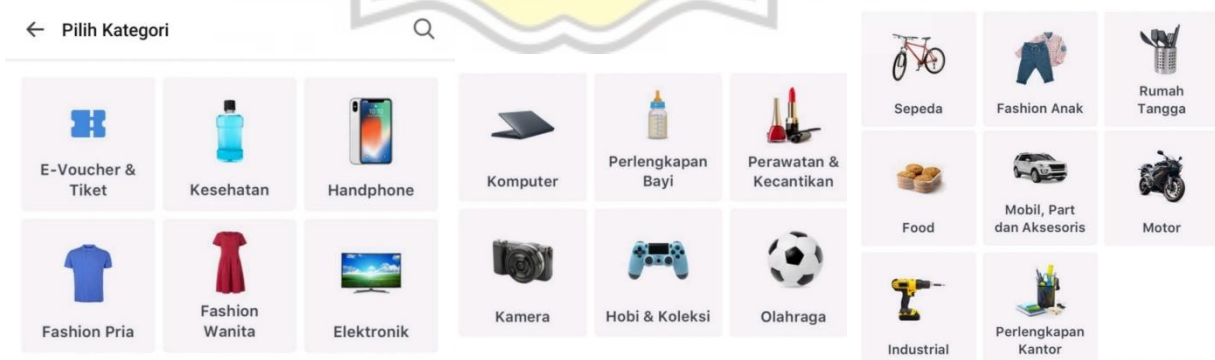 Pilih Kategori
E-Voucher &
Tiket
Kesehatan
Handphone
Fashion Pria
Fashion
Wanita
Elektronik
Komputer
Perlengkapan
Bayi
Perawatan &
Kecantikan
Kamera
Hobi & Koleksi
Olahraga
Sepeda
Fashion Anak
Rumah
Tangga
Food
Mobil, Part
dan Aksesoris
Motor
Industrial
Perlengkapan
Kantor